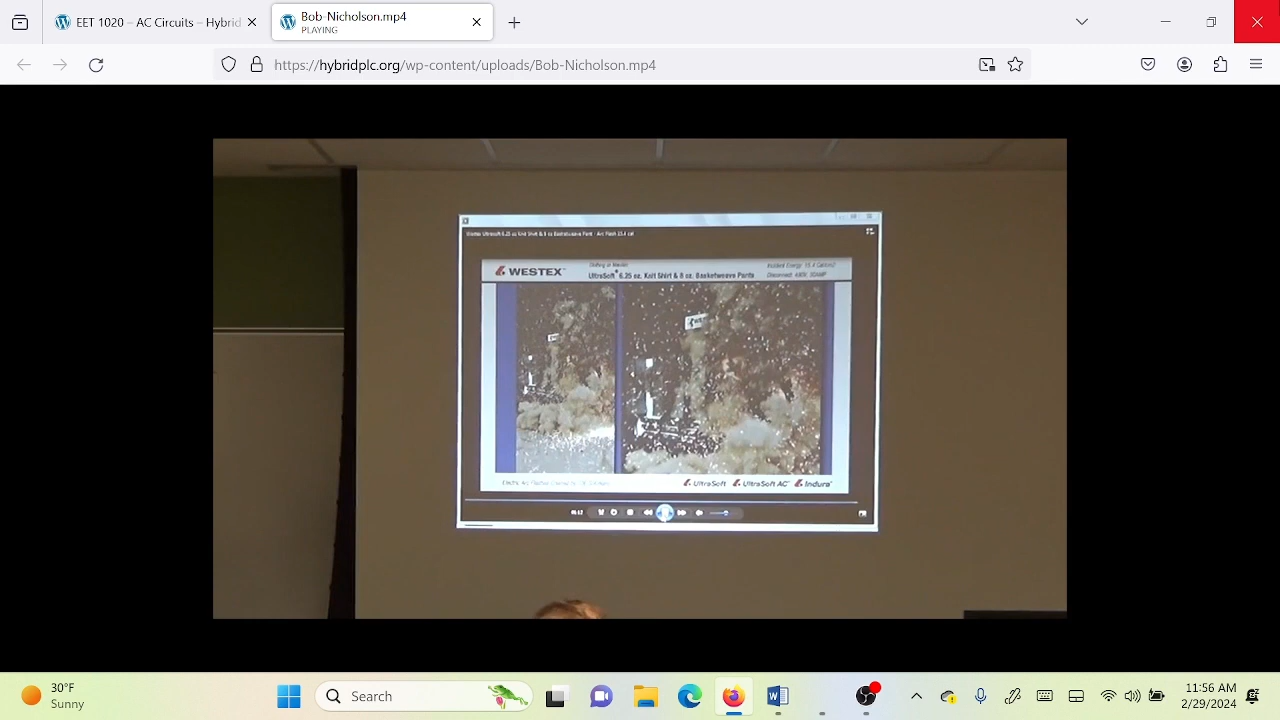 EET 1020 – AC Circuits – Hybrid
Bob-Nicholson.mp4
PLAYING
https://hybridplc.org/wp-content/uploads/Bob-Nicholson.mp4
WESTEX™
UltraSoft® 6.25 oz. Knit Shirt & 8 oz. Basketweave Pants
UltraSoft UltraSoft AC™ Indura®
30°F
Sunny
Search
11:56 AM
2/29/2024